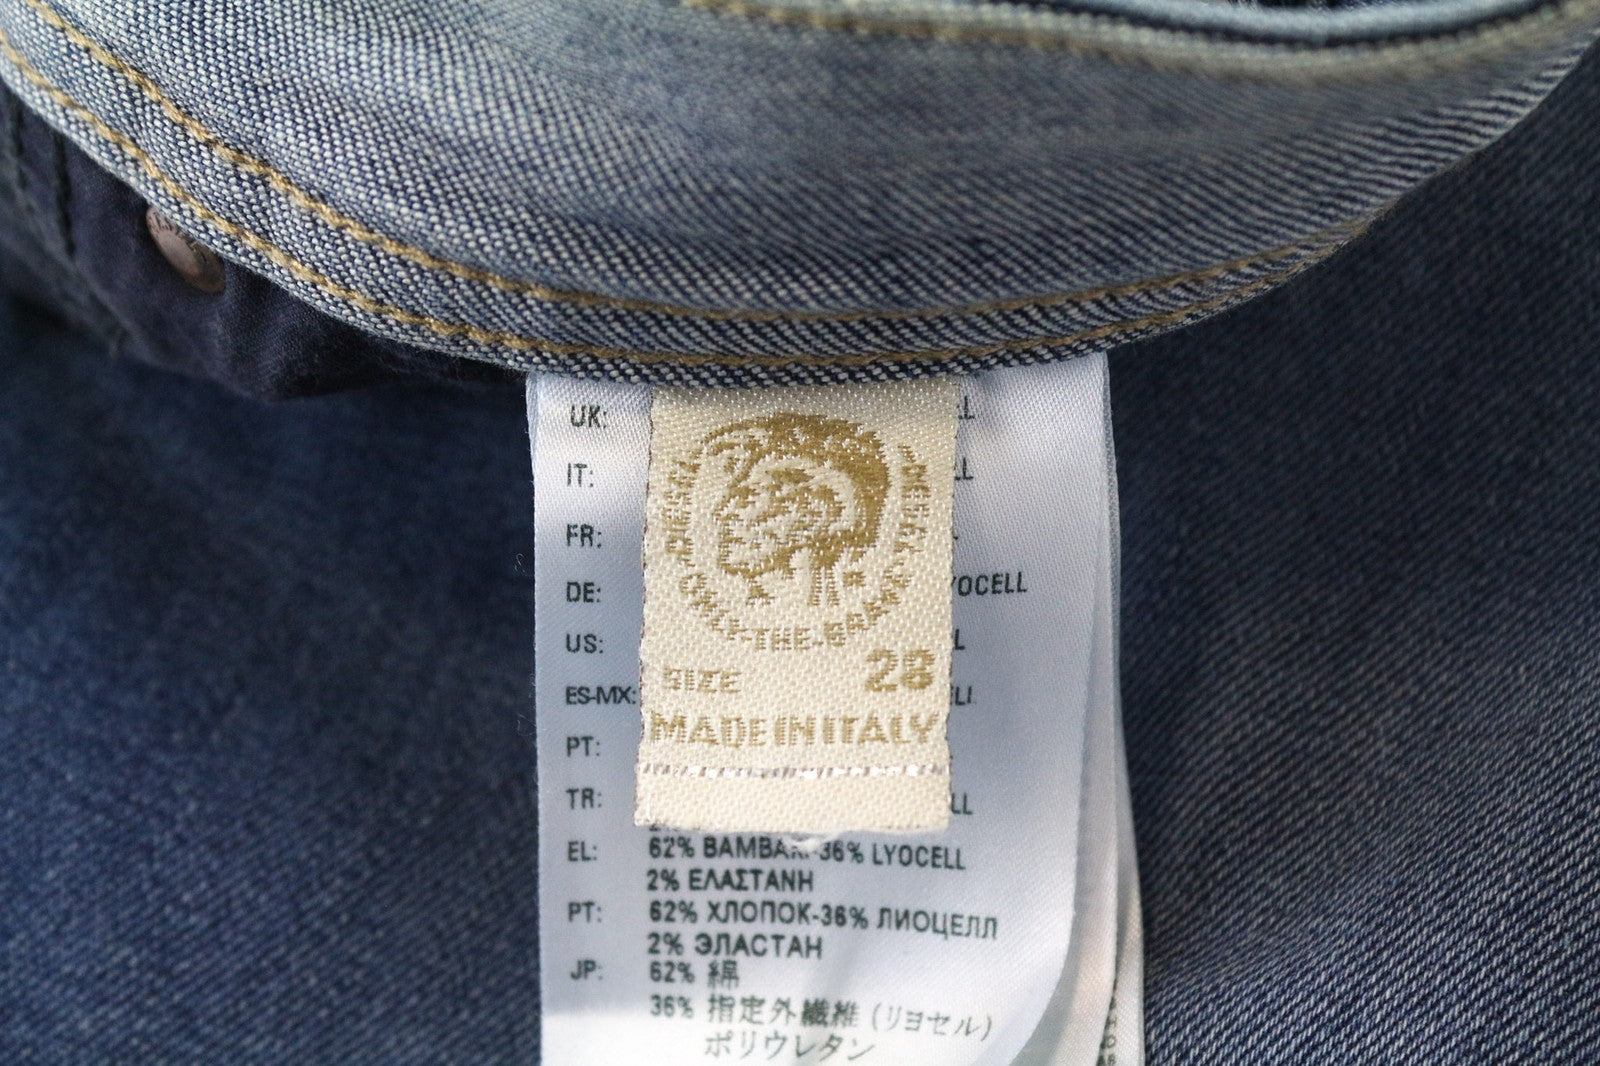 UK:
IT:
FR:
DE: YOCELL
US:
ES-MX:
PT:
TR:
DIESEL
ONLY-THE-BRAVE
SIZE 28
MADE IN ITALY
EL: 62% BAMBAKI-36% LYOCELL
2% ΕΛΑΣΤΑΝΗ
PT: 62% ХЛОПОК-36% ЛИОЦЕЛЛ
2% ЭЛАСТАН
JP: 62% 綿
36% 指定外繊維 (リヨセル)
ポリウレタン